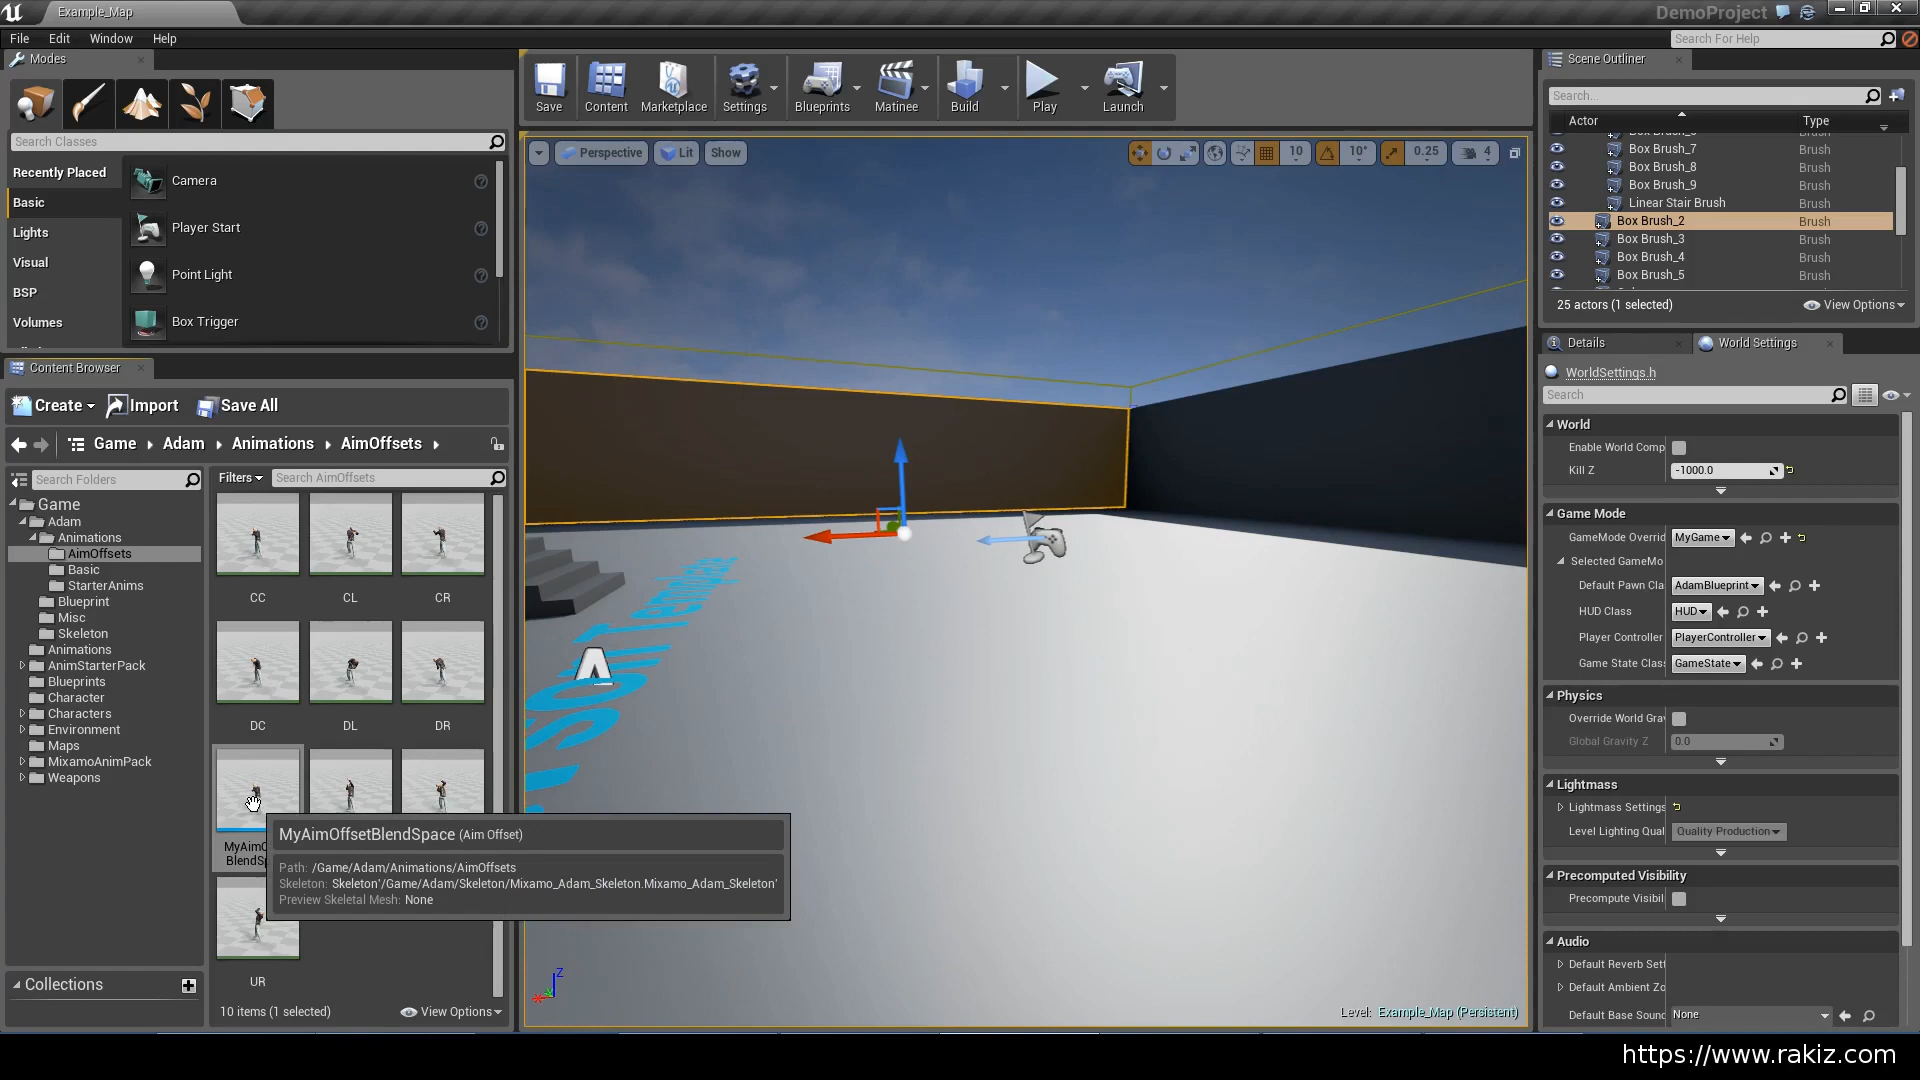 Example_Map
DemoProject
File Edit Window Help
Search For Help
Modes
Search Classes
Recently Placed
Basic
Lights
Visual
BSP
Volumes
Camera
Player Start
Point Light
Box Trigger
Save
Content
Marketplace
Settings
Blueprints
Matinee
Build
Play
Launch
Perspective
Lit
Show
10
10°
0.25
4
Scene Outliner
Search...
Actor Type
Box Brush_7 Brush
Box Brush_8 Brush
Box Brush_9 Brush
Linear Stair Brush Brush
Box Brush_2 Brush
Box Brush_3 Brush
Box Brush_4 Brush
Box Brush_5 Brush
25 actors (1 selected)
View Options
Content Browser
Create
Import
Save All
Game Adam Animations AimOffsets
Search Folders
Game
Adam
Animations
AimOffsets
Basic
StarterAnims
Blueprint
Misc
Skeleton
Animations
AnimStarterPack
Blueprints
Character
Characters
Environment
Maps
MixamoAnimPack
Weapons
Collections
Filters
Search AimOffsets
CC CL CR
DC DL DR
MyAimO
BlendSp
UR
10 items (1 selected)
View Options
MyAimOffsetBlendSpace (Aim Offset)
Path: /Game/Adam/Animations/AimOffsets
Skeleton: Skeleton'/Game/Adam/Skeleton/Mixamo_Adam_Skeleton.Mixamo_Adam_Skeleton'
Preview Skeletal Mesh: None
Z
Level: Example_Map (Persistent)
Details
World Settings
WorldSettings.h
Search
World
Enable World Comp
Kill Z -1000.0
Game Mode
GameMode Overrid MyGame
Selected GameMo
Default Pawn Cla AdamBlueprint
HUD Class HUD
Player Controller PlayerController
Game State Class GameState
Physics
Override World Grav
Global Gravity Z 0.0
Lightmass
Lightmass Settings
Level Lighting Qual Quality Production
Precomputed Visibility
Precompute Visibil
Audio
Default Reverb Sett
Default Ambient Zo
Default Base Sound None
https://www.rakiz.com